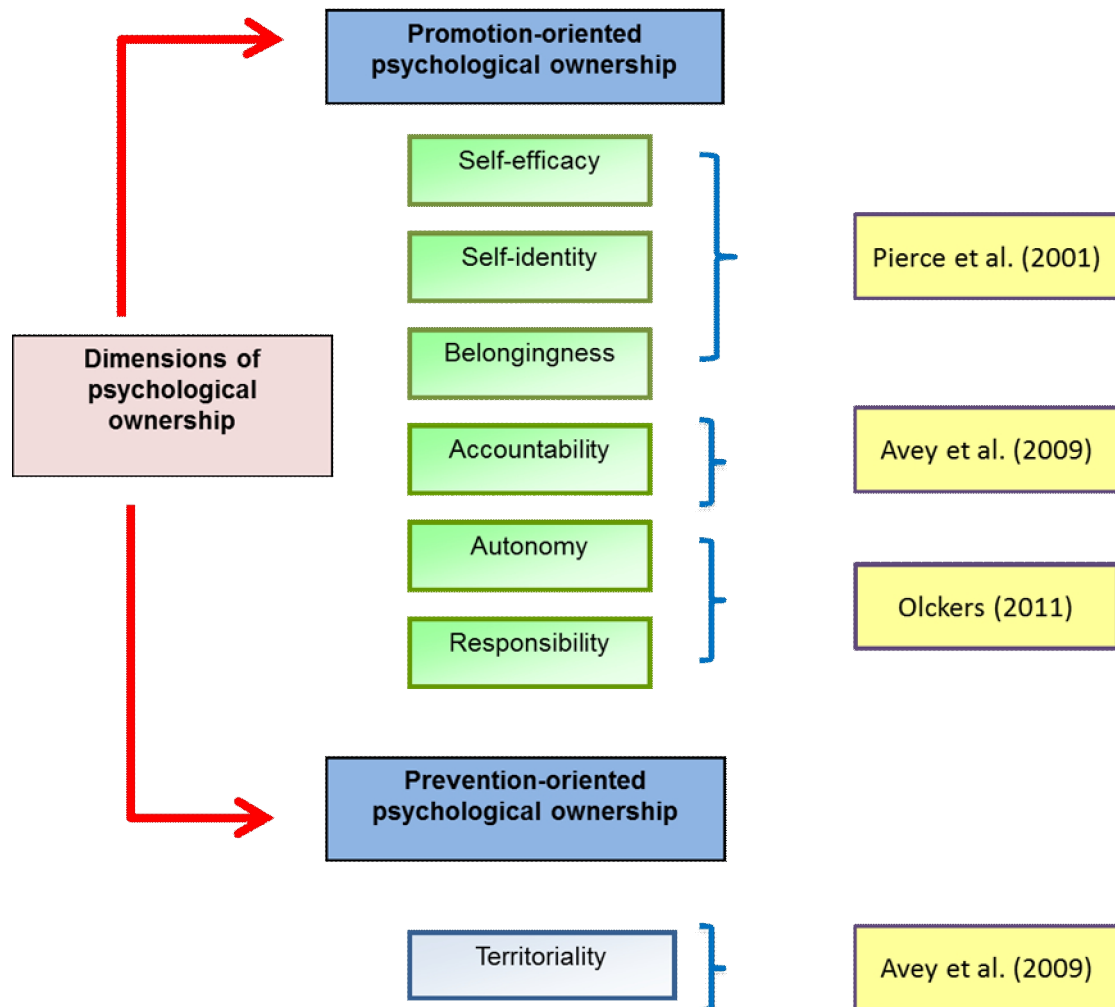 Promotion-oriented
psychological ownership
Self-efficacy
Self-identity
Pierce et al. (2001)
Belongingness
Dimensions of
psychological
ownership
Accountability
Avey et al. (2009)
Autonomy
Olckers (2011)
Responsibility
Prevention-oriented
psychological ownership
Territoriality
Avey et al. (2009)